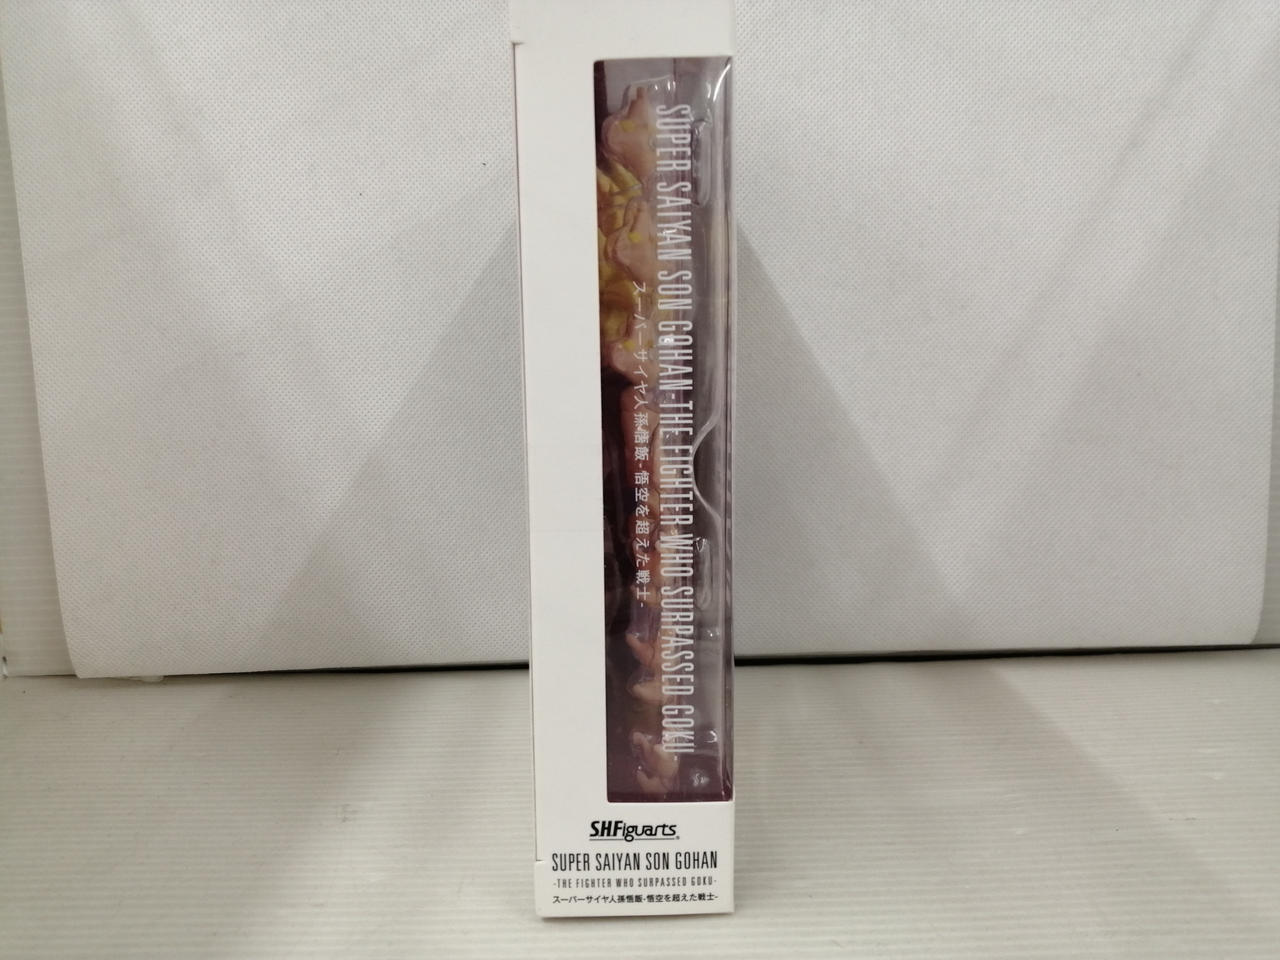 SUPER SAIYAN SON GOHAN-THE FIGHTER WHO SURPASSED GOKU-
スーパーサイヤ人孫悟飯-悟空を超えた戦士-
S.H.Figuarts
SUPER SAIYAN SON GOHAN
-THE FIGHTER WHO SURPASSED GOKU-
スーパーサイヤ人孫悟飯-悟空を超えた戦士-